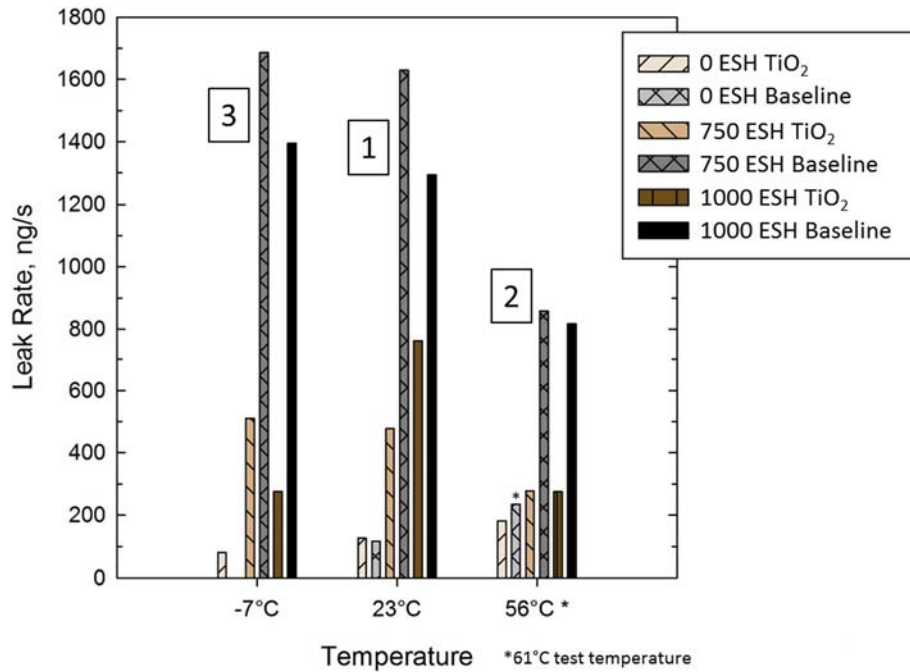 1800
1600
1400
1200
1000
800
600
400
200
0
Leak Rate, ng/s
3
1
2
*
0 ESH TiO₂
0 ESH Baseline
750 ESH TiO₂
750 ESH Baseline
1000 ESH TiO₂
1000 ESH Baseline
-7°C
23°C
56°C *
Temperature
*61°C test temperature